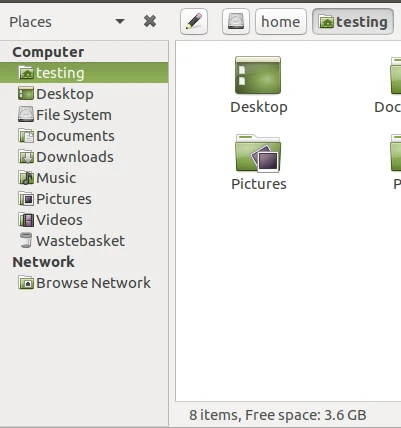 Places
home
testing
Computer
testing
Desktop
File System
Documents
Downloads
Music
Pictures
Videos
Wastebasket
Network
Browse Network
Desktop
Doc
Pictures
P
8 items, Free space: 3.6 GB